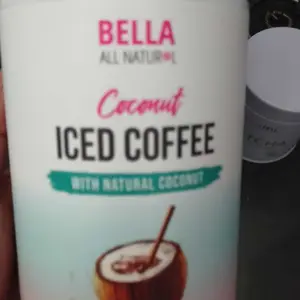 BELLA
ALL NATUR*L
Coconut
ICED COFFEE
WITH NATURAL COCONUT